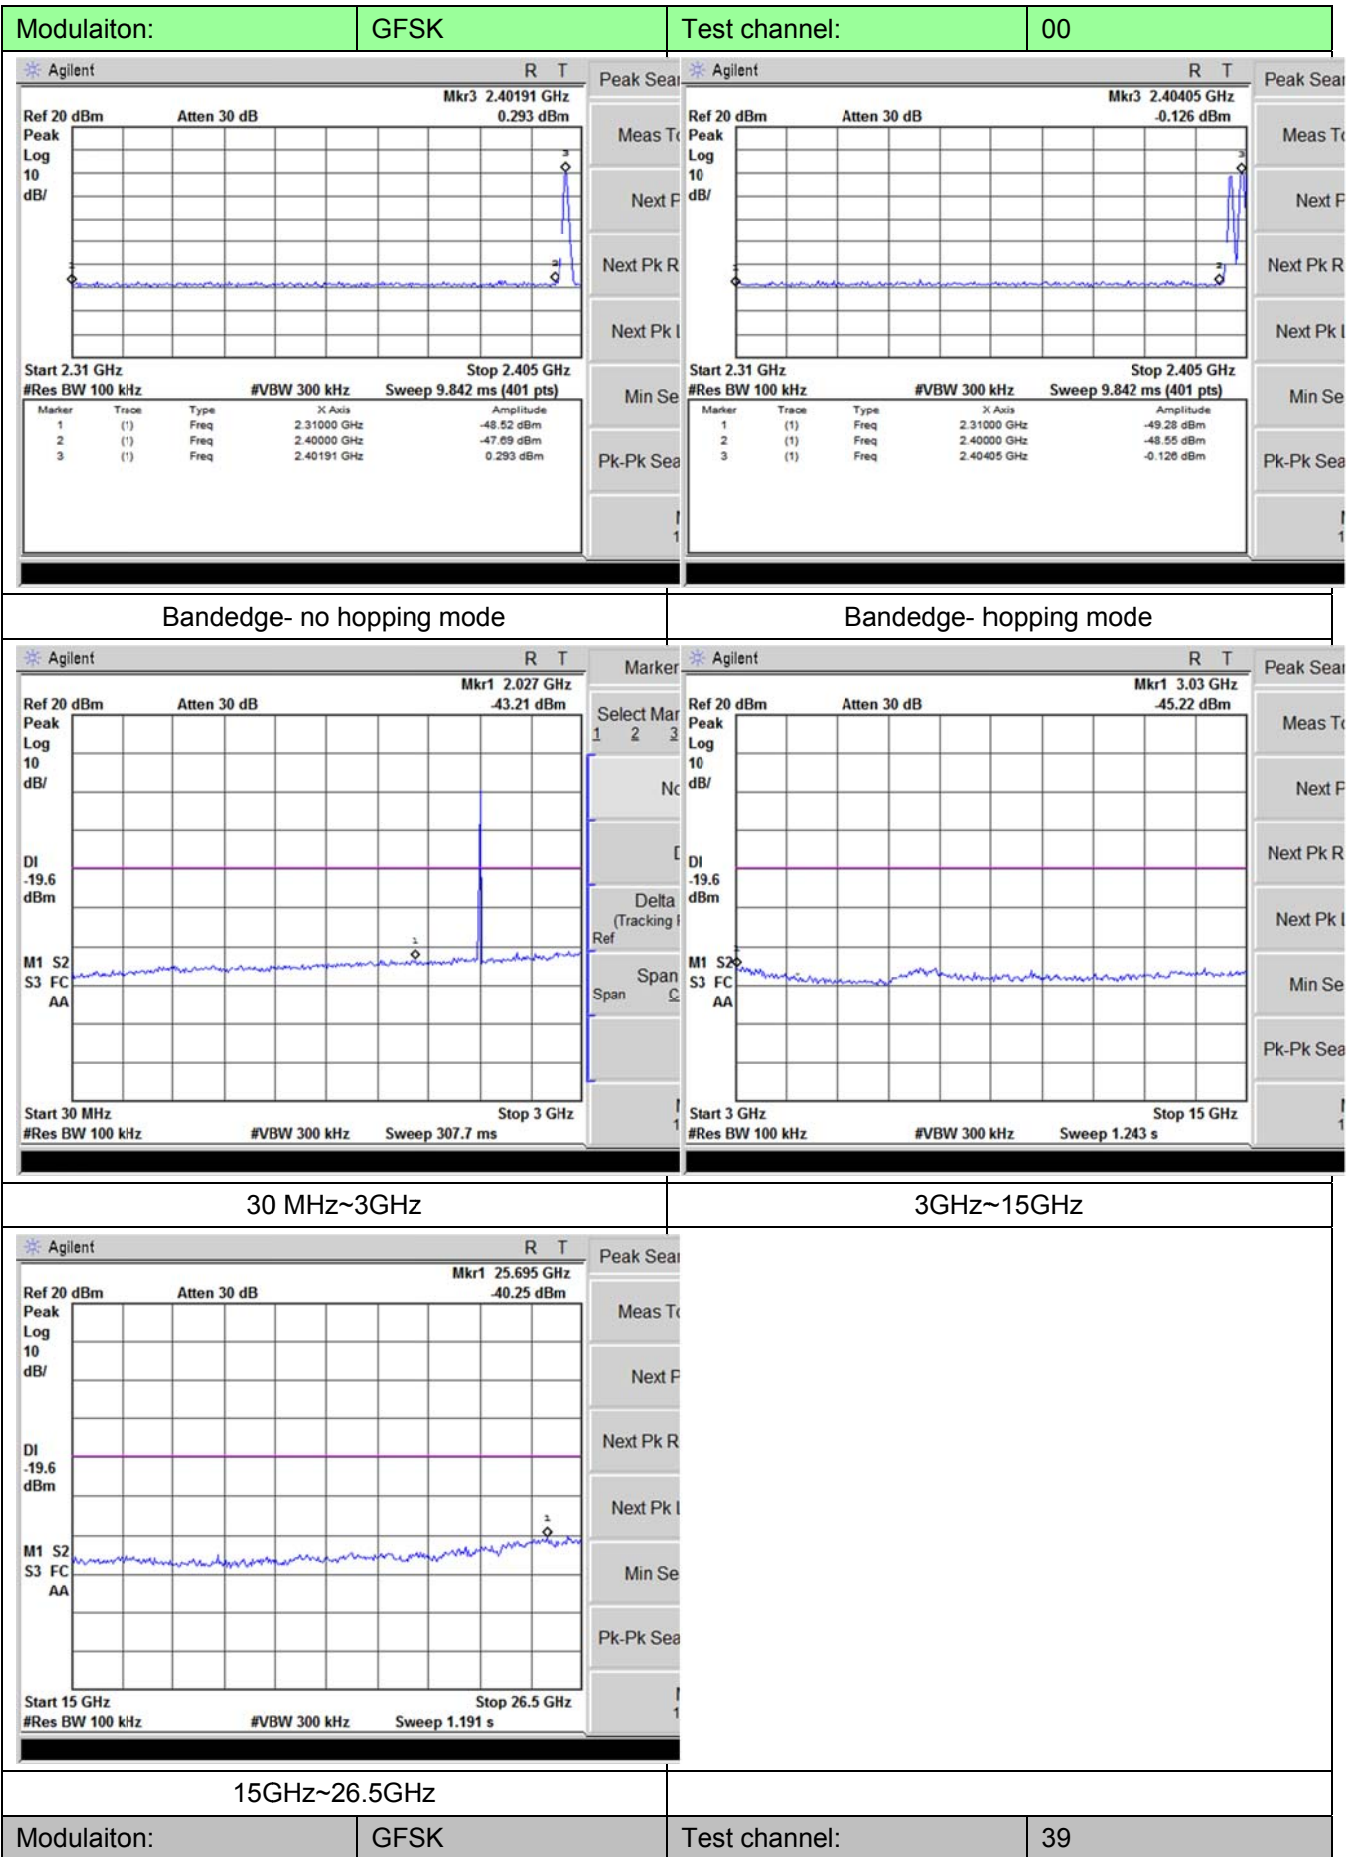 Modulaiton: GFSK Test channel: 00
Agilent R T
Mkr3 2.40191 GHz
Ref 20 dBm Atten 30 dB 0.293 dBm
Peak
Log
10
dB/
Start 2.31 GHz Stop 2.405 GHz
#Res BW 100 kHz #VBW 300 kHz Sweep 9.842 ms (401 pts)
Marker Trace Type X Axis Amplitude
1 (1) Freq 2.31000 GHz -48.52 dBm
2 (1) Freq 2.40000 GHz -47.69 dBm
3 (1) Freq 2.40191 GHz 0.293 dBm
Peak Sear
Meas To
Next P
Next Pk R
Next Pk L
Min Se
Pk-Pk Sea
Agilent R T
Mkr3 2.40405 GHz
Ref 20 dBm Atten 30 dB -0.126 dBm
Peak
Log
10
dB/
Start 2.31 GHz Stop 2.405 GHz
#Res BW 100 kHz #VBW 300 kHz Sweep 9.842 ms (401 pts)
Marker Trace Type X Axis Amplitude
1 (1) Freq 2.31000 GHz -49.28 dBm
2 (1) Freq 2.40000 GHz -48.55 dBm
3 (1) Freq 2.40405 GHz -0.126 dBm
Peak Sear
Meas To
Next P
Next Pk R
Next Pk L
Min Se
Pk-Pk Sea
Bandedge- no hopping mode Bandedge- hopping mode
Agilent R T
Mkr1 2.027 GHz
Ref 20 dBm Atten 30 dB -43.21 dBm
Peak
Log
10
dB/
DI
-19.6
dBm
M1 S2
S3 FC
AA
Start 30 MHz Stop 3 GHz
#Res BW 100 kHz #VBW 300 kHz Sweep 307.7 ms
Marker
Select Mar
1 2 3
No
Delta
(Tracking
Ref
Span
Span C
Agilent R T
Mkr1 3.03 GHz
Ref 20 dBm Atten 30 dB -45.22 dBm
Peak
Log
10
dB/
DI
-19.6
dBm
M1 S2
S3 FC
AA
Start 3 GHz Stop 15 GHz
#Res BW 100 kHz #VBW 300 kHz Sweep 1.243 s
Peak Sear
Meas To
Next P
Next Pk R
Next Pk L
Min Se
Pk-Pk Sea
30 MHz~3GHz 3GHz~15GHz
Agilent R T
Mkr1 25.695 GHz
Ref 20 dBm Atten 30 dB -40.25 dBm
Peak
Log
10
dB/
DI
-19.6
dBm
M1 S2
S3 FC
AA
Start 15 GHz Stop 26.5 GHz
#Res BW 100 kHz #VBW 300 kHz Sweep 1.191 s
Peak Sear
Meas To
Next P
Next Pk R
Next Pk L
Min Se
Pk-Pk Sea
15GHz~26.5GHz
Modulaiton: GFSK Test channel: 39